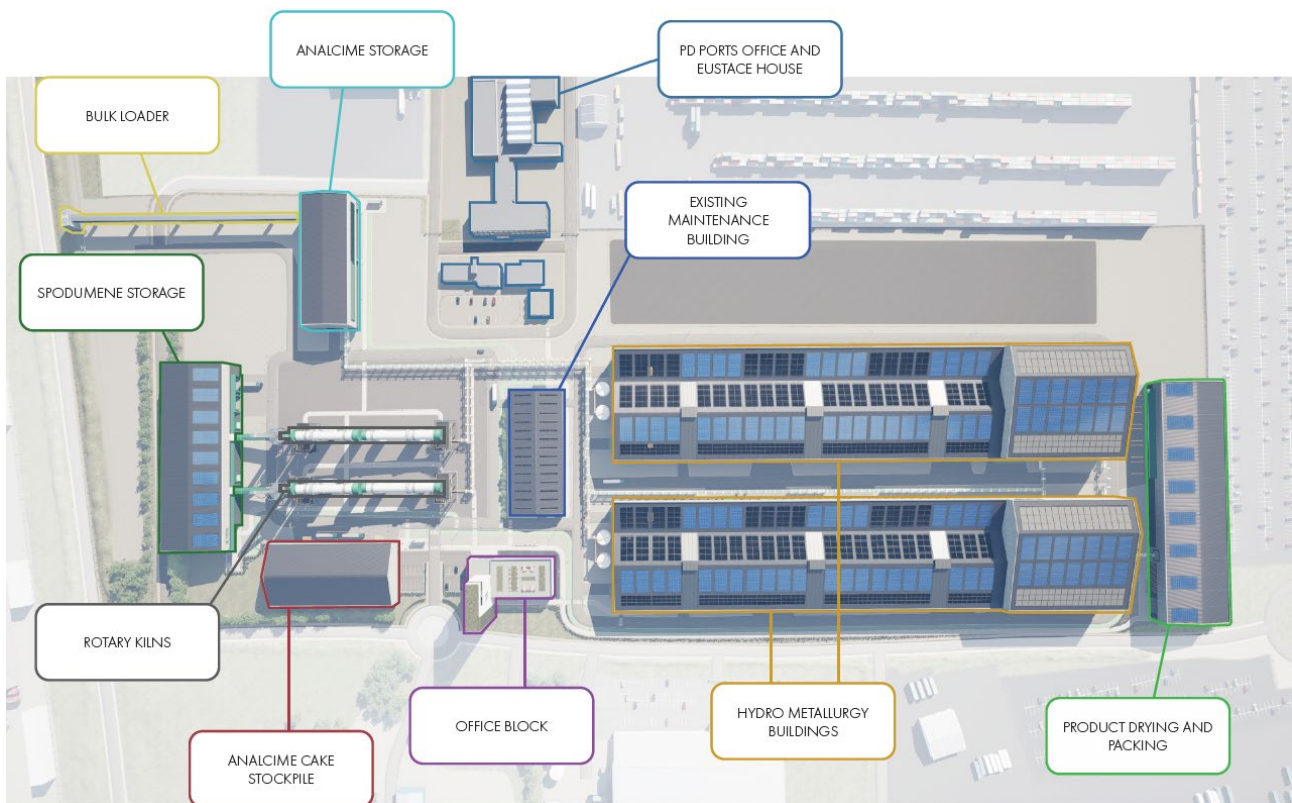 ANALCIME STORAGE
PD PORTS OFFICE AND
EUSTACE HOUSE
BULK LOADER
EXISTING
MAINTENANCE
BUILDING
SPODUMENE STORAGE
ROTARY KILNS
OFFICE BLOCK
HYDRO METALLURGY
BUILDINGS
PRODUCT DRYING AND
PACKING
ANALCIME CAKE
STOCKPILE